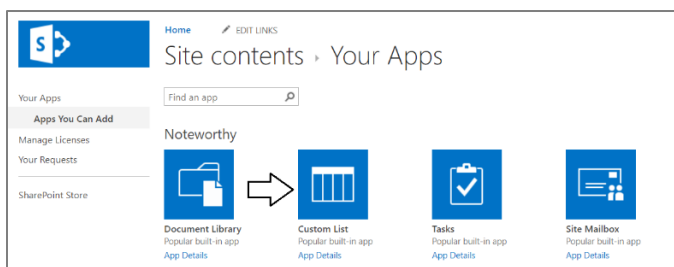 S
Home EDIT LINKS
Site contents › Your Apps
Your Apps
Apps You Can Add
Manage Licenses
Your Requests
SharePoint Store
Find an app
Noteworthy
Document Library
Popular built-in app
App Details
Custom List
Popular built-in app
App Details
Tasks
Popular built-in app
App Details
Site Mailbox
Popular built-in app
App Details